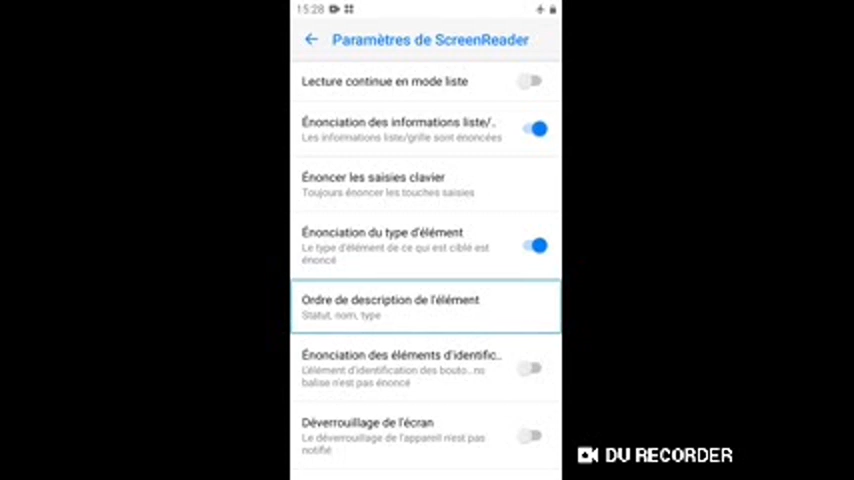 15:28
Paramètres de ScreenReader
Lecture continue en mode liste
Énonciation des informations liste/..
Les informations liste/grille sont énoncées
Énoncer les saisies clavier
Toujours énoncer les touches saisies
Énonciation du type d'élément
Le type d'élément de ce qui est ciblé est
énoncé
Ordre de description de l'élément
Statut, nom, type
Énonciation des éléments d'identific..
L'élément d'identification des bouto...ns
balise n'est pas énoncé
Déverrouillage de l'écran
Le déverrouillage de l'appareil n'est pas
notifié
DU RECORDER